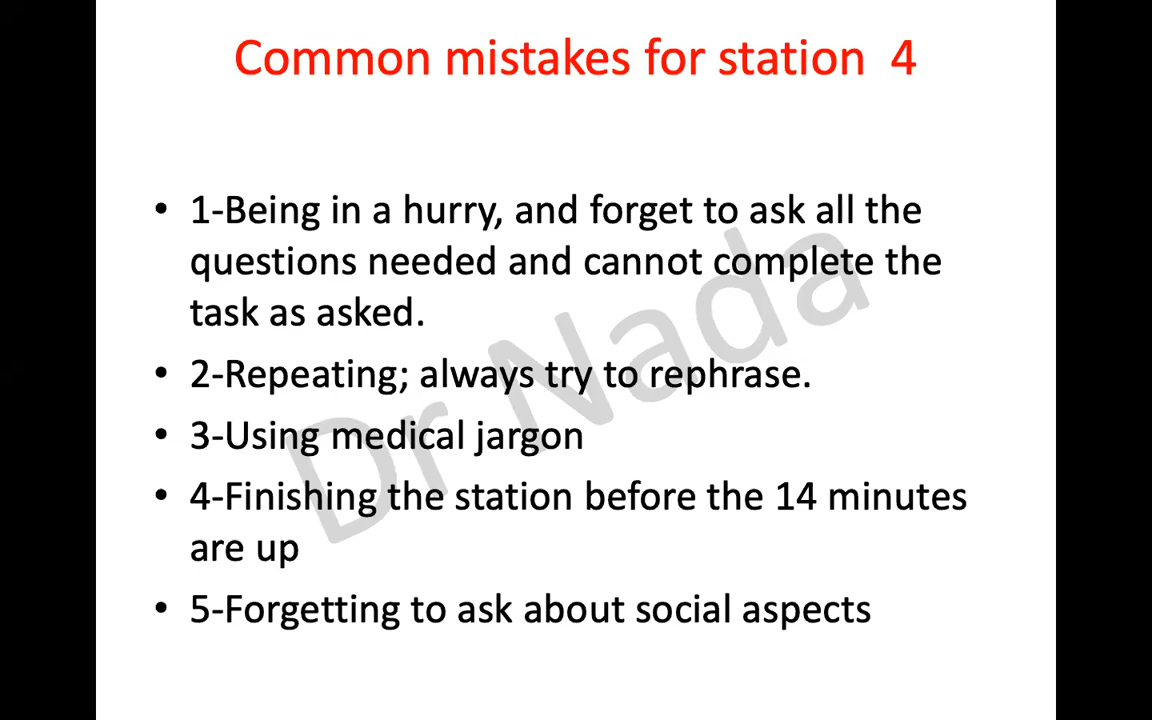 Common mistakes for station 4
• 1-Being in a hurry, and forget to ask all the
questions needed and cannot complete the
task as asked.
• 2-Repeating; always try to rephrase.
• 3-Using medical jargon
• 4-Finishing the station before the 14 minutes
are up
• 5-Forgetting to ask about social aspects
Dr Nada